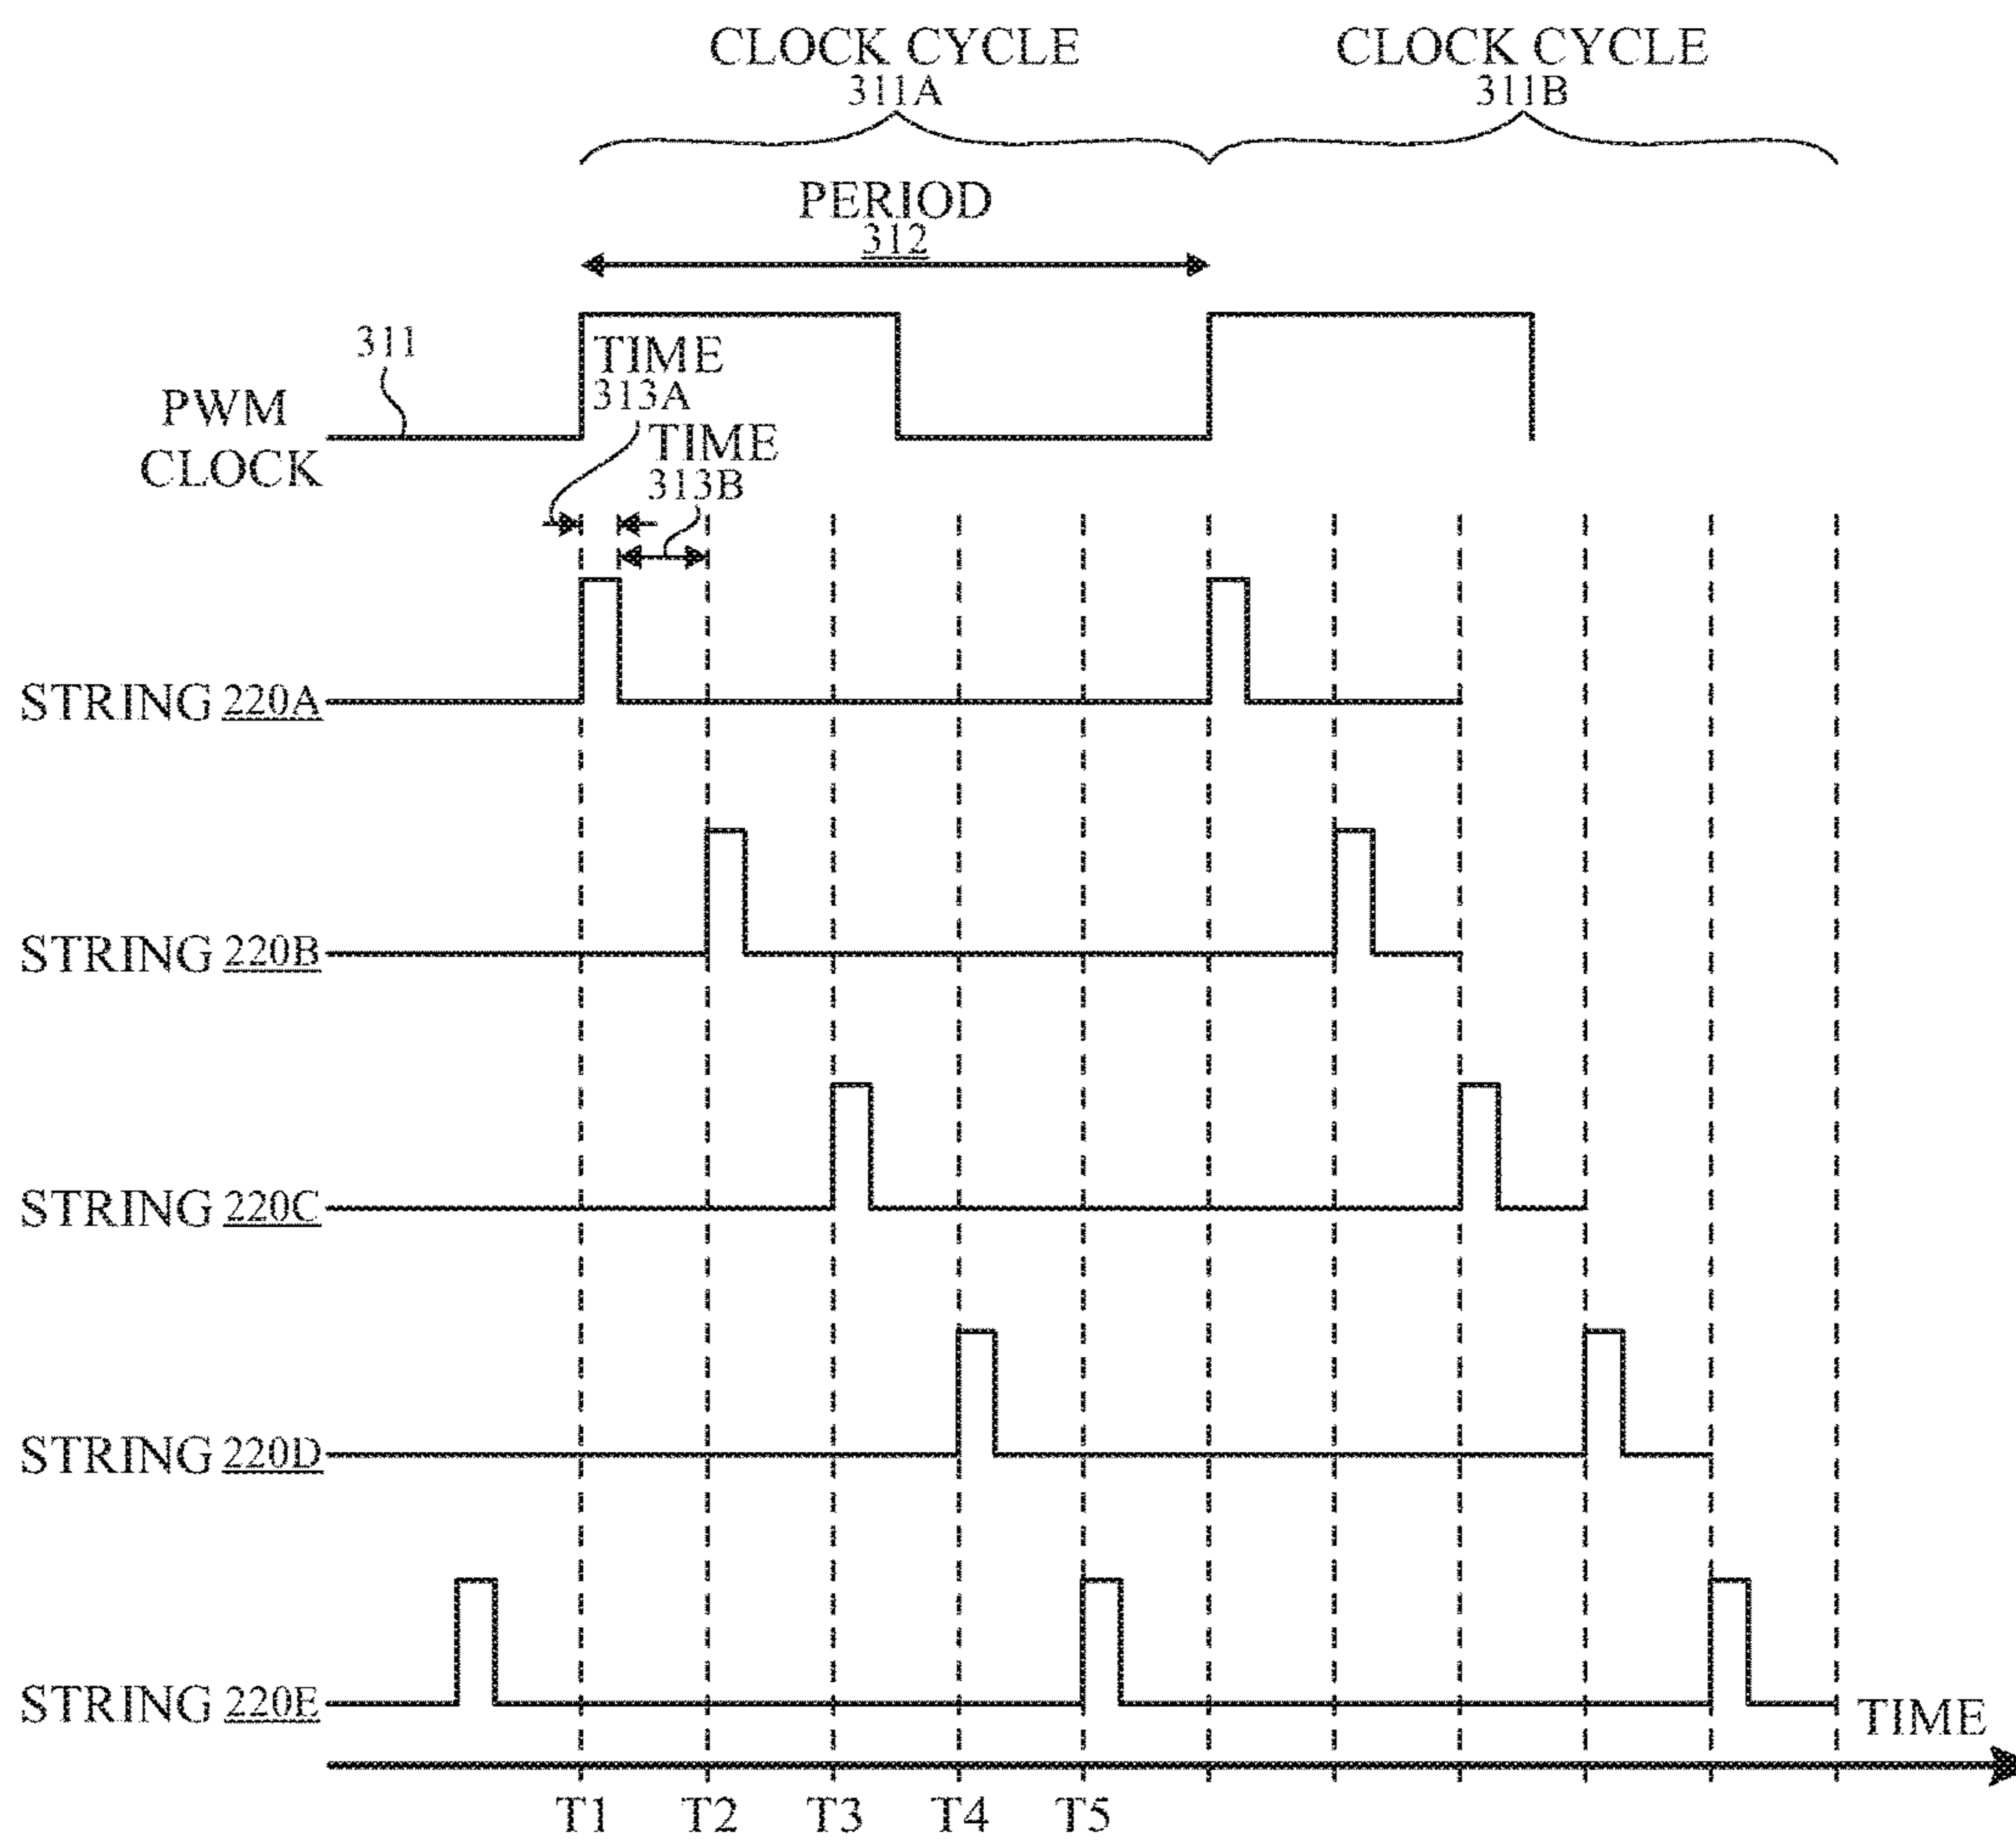 CLOCK CYCLE
311A
CLOCK CYCLE
311B
PERIOD
312
311
PWM
CLOCK
TIME
313A
TIME
313B
STRING 220A
STRING 220B
STRING 220C
STRING 220D
STRING 220E
TIME
T1 T2 T3 T4 T5